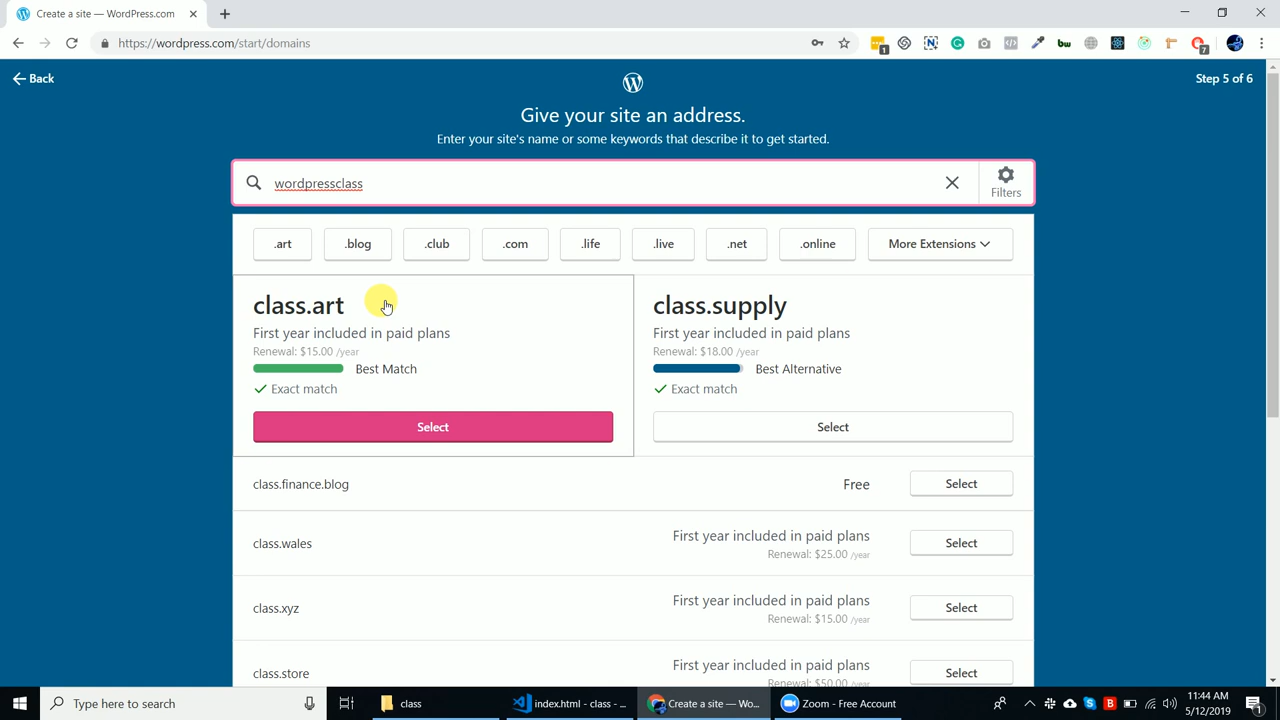 Create a site — WordPress.com
https://wordpress.com/start/domains
1
7
Back
Step 5 of 6
Give your site an address.
Enter your site's name or some keywords that describe it to get started.
wordpressclass
Filters
.art .blog .club .com .life .live .net .online More Extensions
class.art
First year included in paid plans
Renewal: $15.00 /year
Best Match
Exact match
Select
class.supply
First year included in paid plans
Renewal: $18.00 /year
Best Alternative
Exact match
Select
class.finance.blog Free Select
class.wales First year included in paid plans Select
Renewal: $25.00 /year
class.xyz First year included in paid plans Select
Renewal: $15.00 /year
class.store First year included in paid plans Select
Renewal: $50.00 /year
Type here to search
class
index.html - class - ...
Create a site — Wo...
Zoom - Free Account
11:44 AM
5/12/2019
1